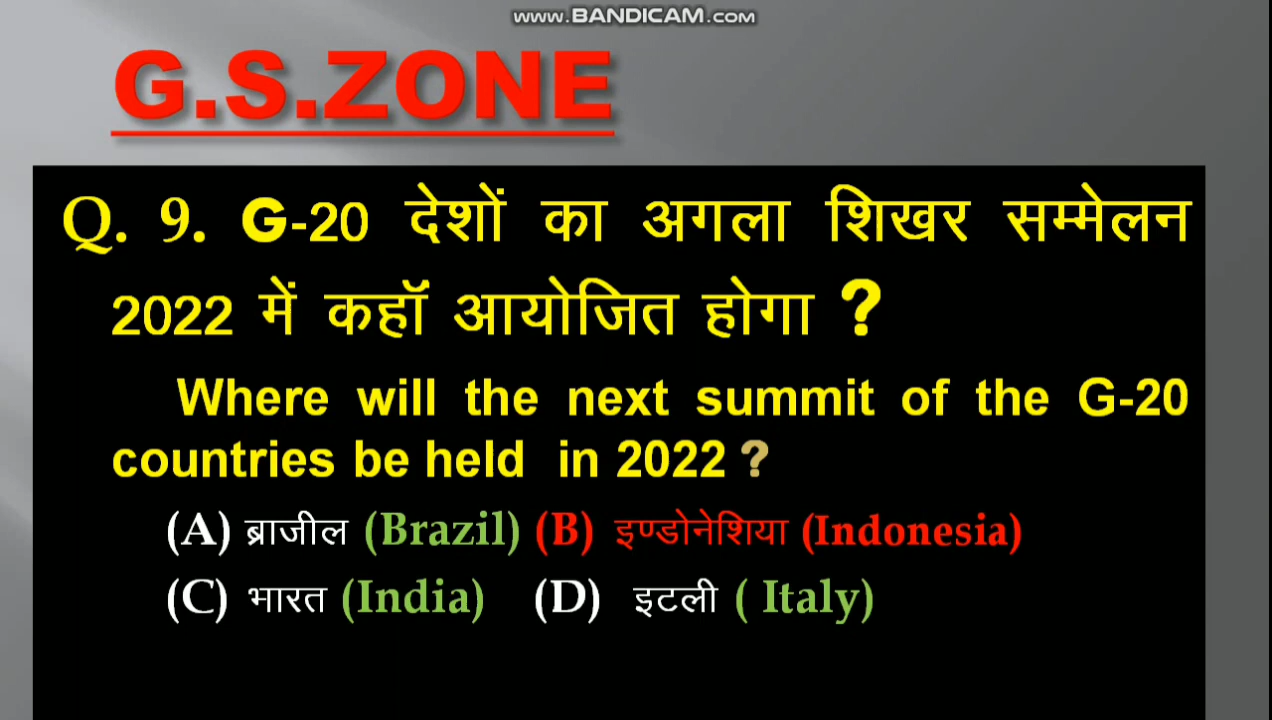 www.BANDICAM.com
G.S.ZONE
Q. 9. G-20 देशों का अगला शिखर सम्मेलन
2022 में कहॉ आयोजित होगा ?
Where will the next summit of the G-20
countries be held in 2022 ?
(A) ब्राजील (Brazil) (B) इण्डोनेशिया (Indonesia)
(C) भारत (India) (D) इटली ( Italy)